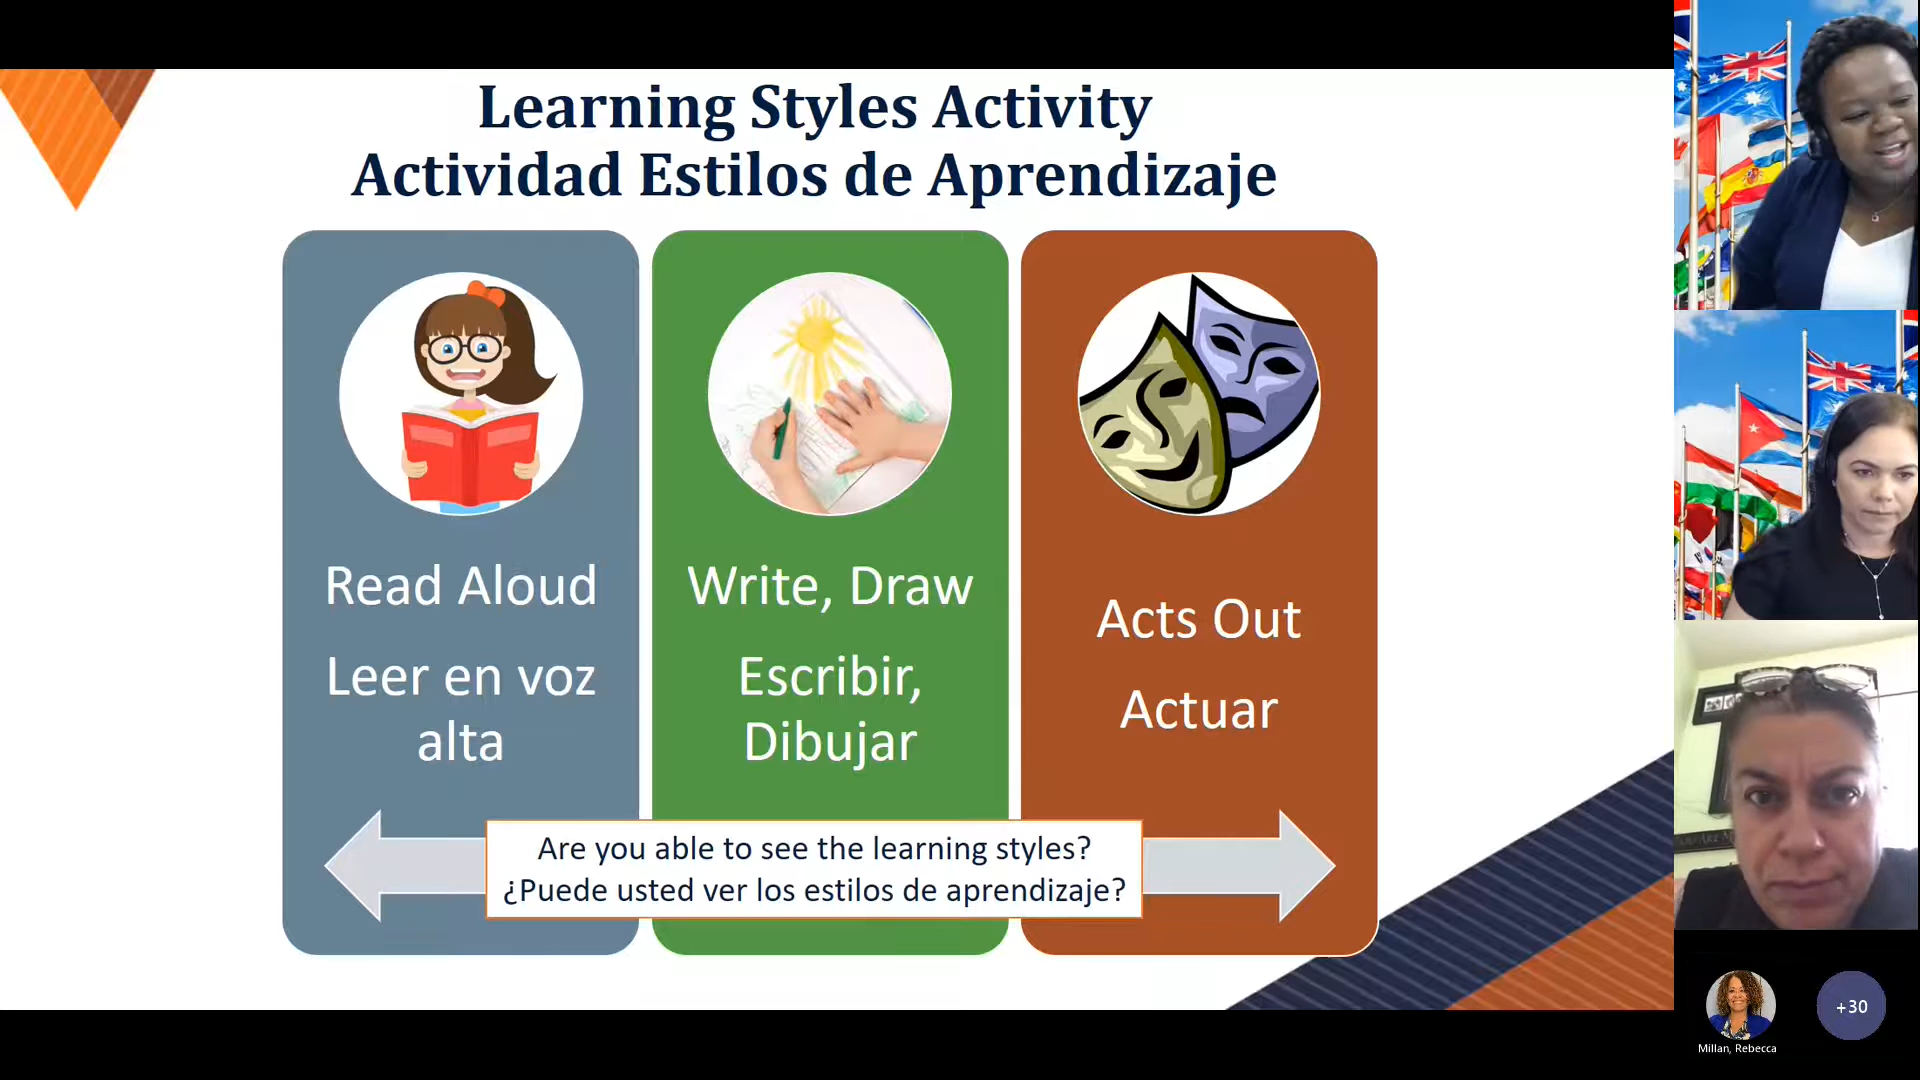 Learning Styles Activity
Actividad Estilos de Aprendizaje
Read Aloud
Leer en voz
alta
Write, Draw
Escribir,
Dibujar
Acts Out
Actuar
Are you able to see the learning styles?
¿Puede usted ver los estilos de aprendizaje?
+30
Millan, Rebecca